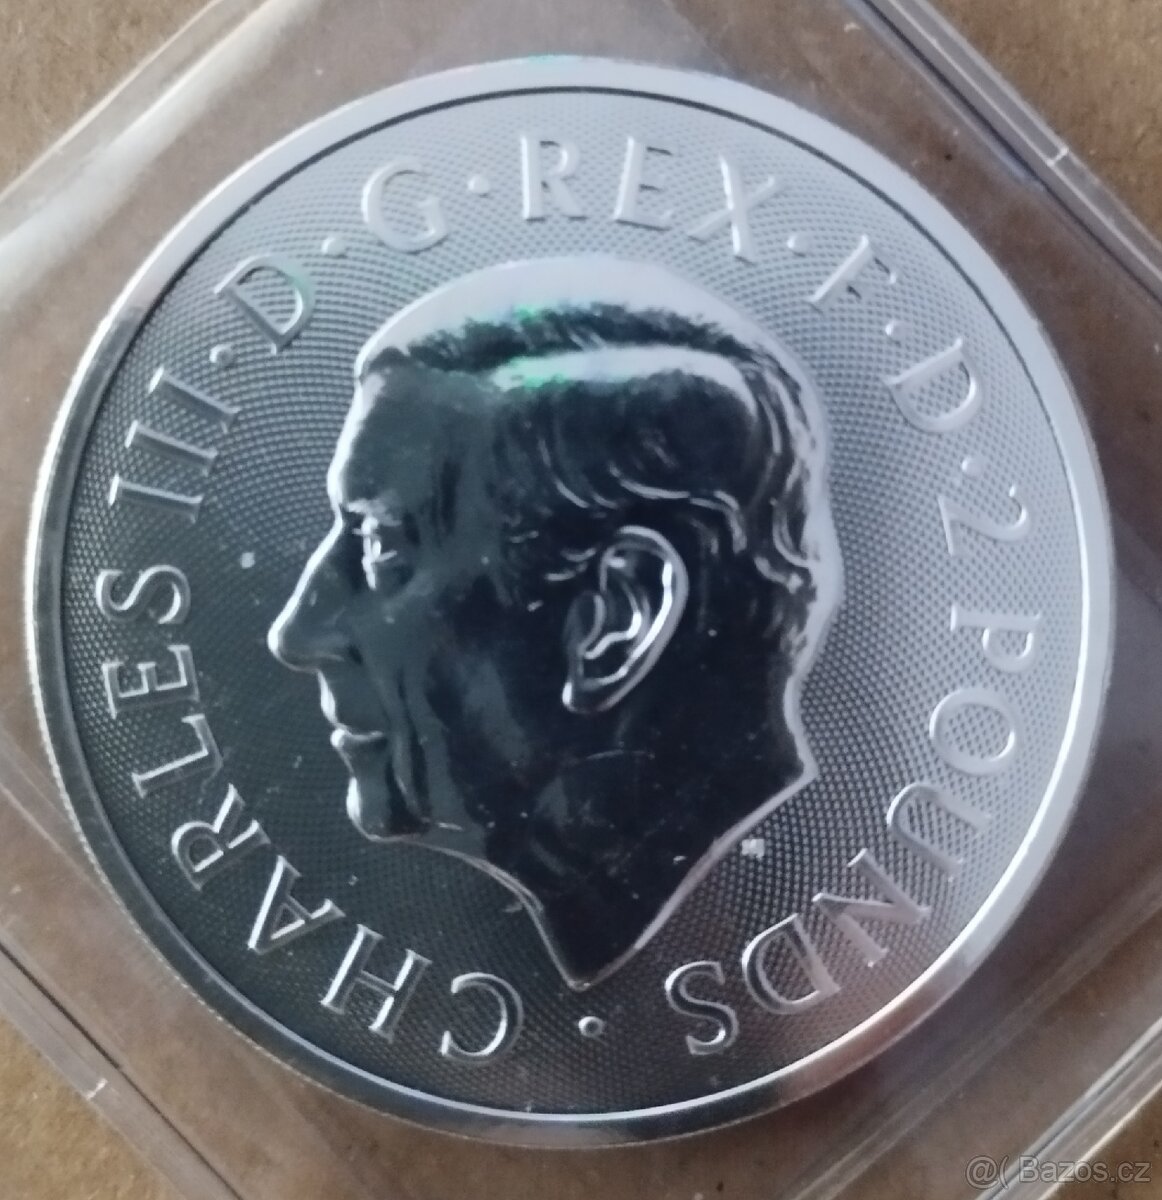 CHARLES III · D · G · REX · F · D · 2 POUNDS ·
@( Bazos.cz